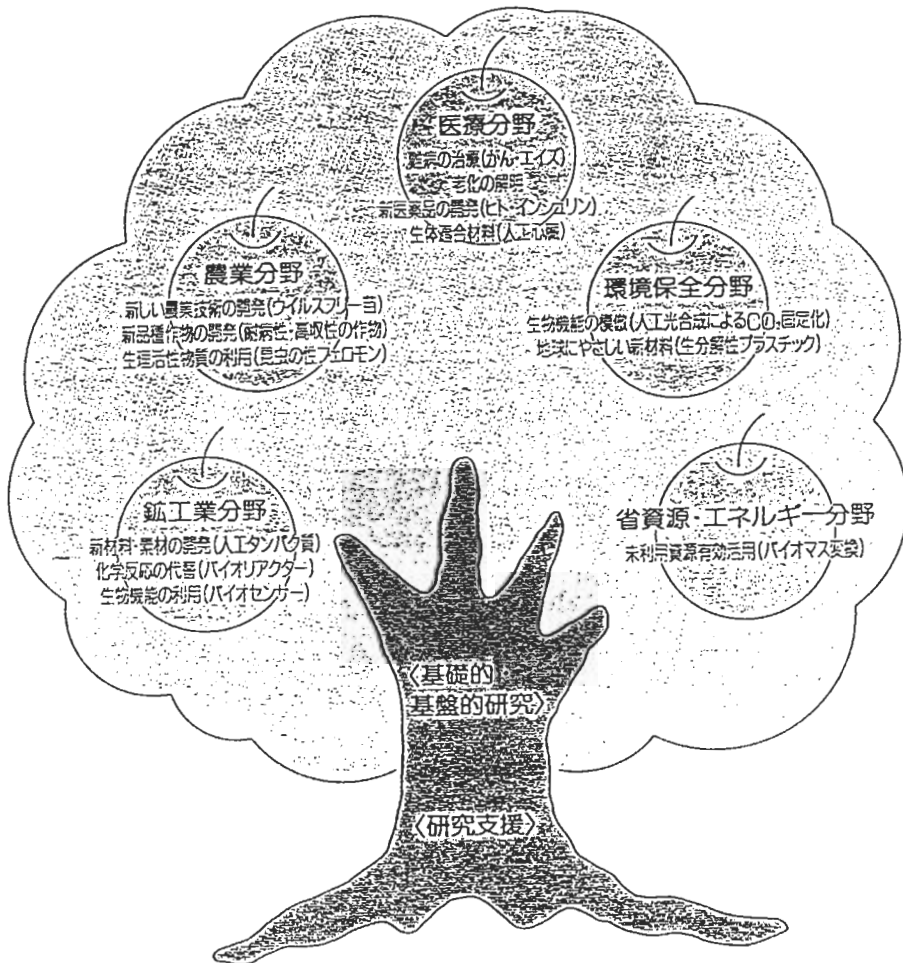 医療分野
難病の治療(がん・エイズ)
老化の解明
新医薬品の開発(ヒト・インシュリン)
生体適合材料(人工心臓)
農業分野
新しい農業技術の開発(ウイルスフリー苗)
新品種作物の開発(耐病性・高収性の作物)
生理活性物質の利用(昆虫の性フェロモン)
環境保全分野
生物機能の模倣(人工光合成によるCO₂固定化)
地球にやさしい新材料(生分解性プラスチック)
鉱工業分野
新材料・素材の開発(人工タンパク質)
化学反応の代替(バイオリアクター)
生物機能の利用(バイオセンサー)
省資源・エネルギー分野
未利用資源有効活用(バイオマス変換)
〈基礎的
基盤的研究〉
〈研究支援〉